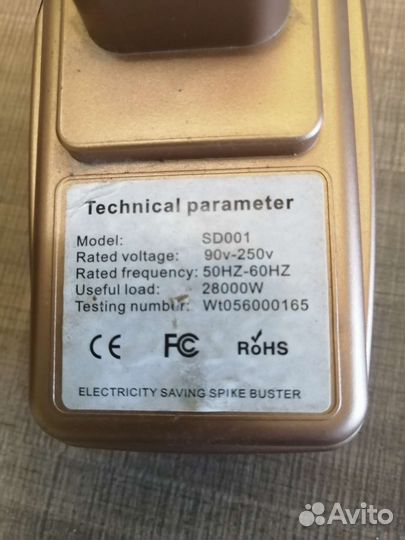 Technical parameter
Model: SD001
Rated voltage: 90v-250v
Rated frequency: 50HZ-60HZ
Useful load: 28000W
Testing number: Wt056000165
CE FC RoHS
ELECTRICITY SAVING SPIKE BUSTER
Avito